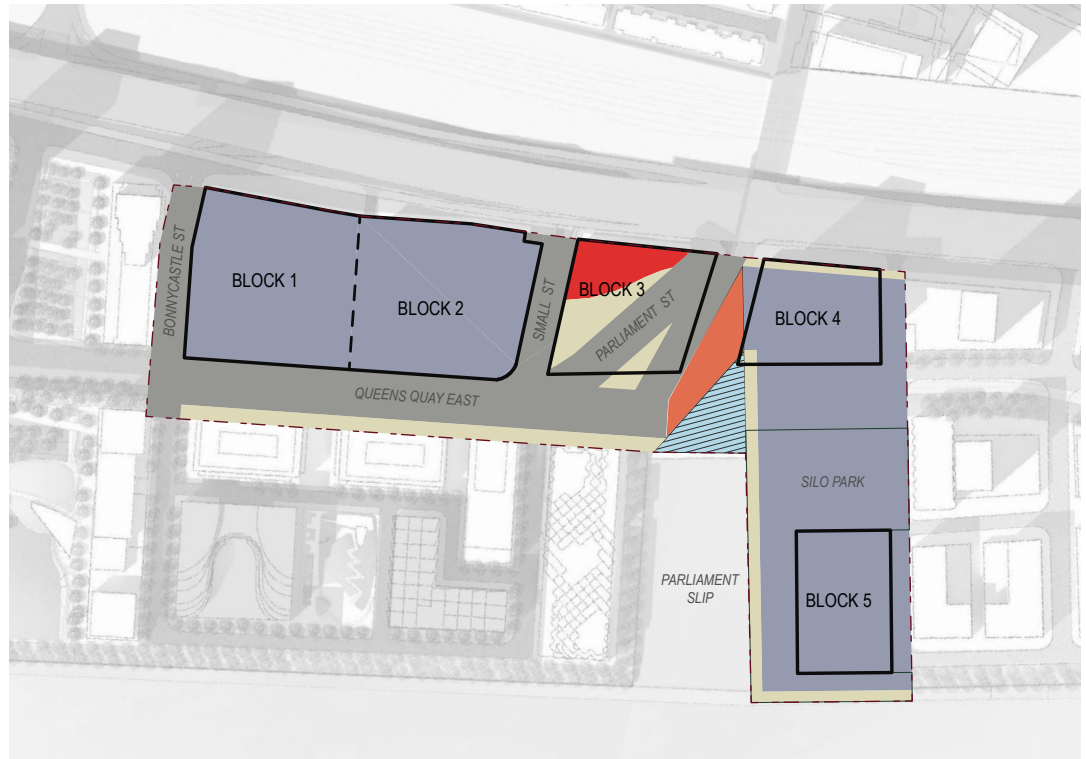 BONNYCASTLE ST
BLOCK 1
BLOCK 2
SMALL ST
BLOCK 3
PARLIAMENT ST
BLOCK 4
QUEENS QUAY EAST
SILO PARK
PARLIAMENT
SLIP
BLOCK 5